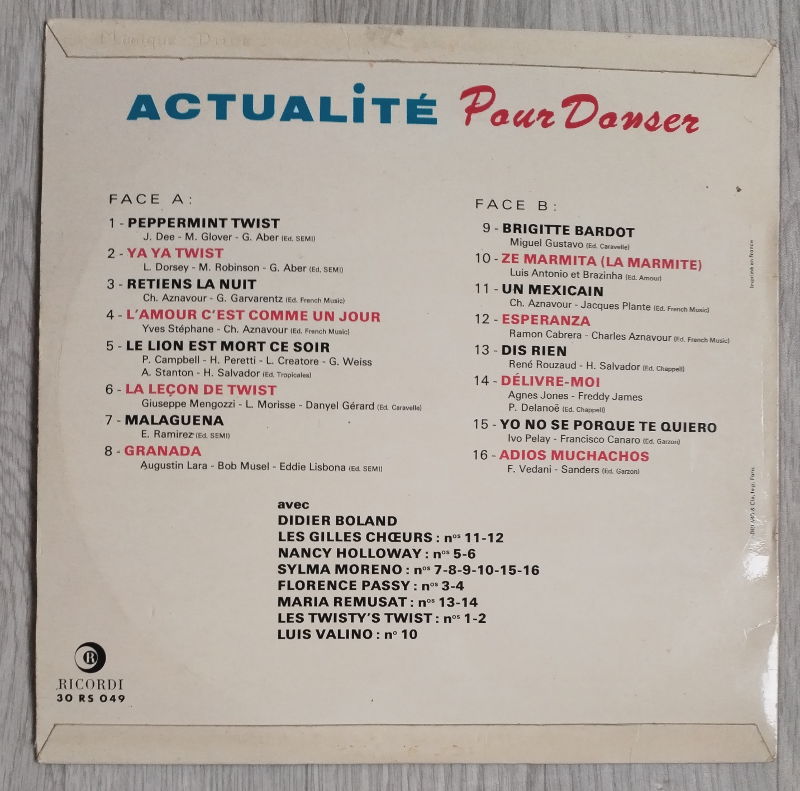 ACTUALITÉ Pour Danser
FACE A :
1 - PEPPERMINT TWIST
J. Dee - M. Glover - G. Aber (Ed. SEMI)
2 - YA YA TWIST
L. Dorsey - M. Robinson - G. Aber (Ed. SEMI)
3 - RETIENS LA NUIT
Ch. Aznavour - G. Garvarentz (Ed. French Music)
4 - L'AMOUR C'EST COMME UN JOUR
Yves Stéphane - Ch. Aznavour (Ed. French Music)
5 - LE LION EST MORT CE SOIR
P. Campbell - H. Peretti - L. Creatore - G. Weiss
A. Stanton - H. Salvador (Ed. Tropicales)
6 - LA LEÇON DE TWIST
Giuseppe Mengozzi - L. Morisse - Danyel Gérard (Ed. Caravelle)
7 - MALAGUENA
E. Ramirez (Ed. SEMI)
8 - GRANADA
Augustin Lara - Bob Musel - Eddie Lisbona (Ed. SEMI)
FACE B :
9 - BRIGITTE BARDOT
Miguel Gustavo (Ed. Caravelle)
10 - ZE MARMITA (LA MARMITE)
Luis Antonio et Brazinha (Ed. Amour)
11 - UN MEXICAIN
Ch. Aznavour - Jacques Plante (Ed. French Music)
12 - ESPERANZA
Ramon Cabrera - Charles Aznavour (Ed. French Music)
13 - DIS RIEN
René Rouzaud - H. Salvador (Ed. Chappell)
14 - DÉLIVRE-MOI
Agnes Jones - Freddy James
P. Delanoë (Ed. Chappell)
15 - YO NO SE PORQUE TE QUIERO
Ivo Pelay - Francisco Canaro (Ed. Garzon)
16 - ADIOS MUCHACHOS
F. Vedani - Sanders (Ed. Garzon)
avec
DIDIER BOLAND
LES GILLES CHŒURS : nos 11-12
NANCY HOLLOWAY : nos 5-6
SYLMA MORENO : nos 7-8-9-10-15-16
FLORENCE PASSY : nos 3-4
MARIA REMUSAT : nos 13-14
LES TWISTY'S TWIST : nos 1-2
LUIS VALINO : no 10
R
RICORDI
30 RS 049
Imprimé en France
& Cie, Imp. Paris